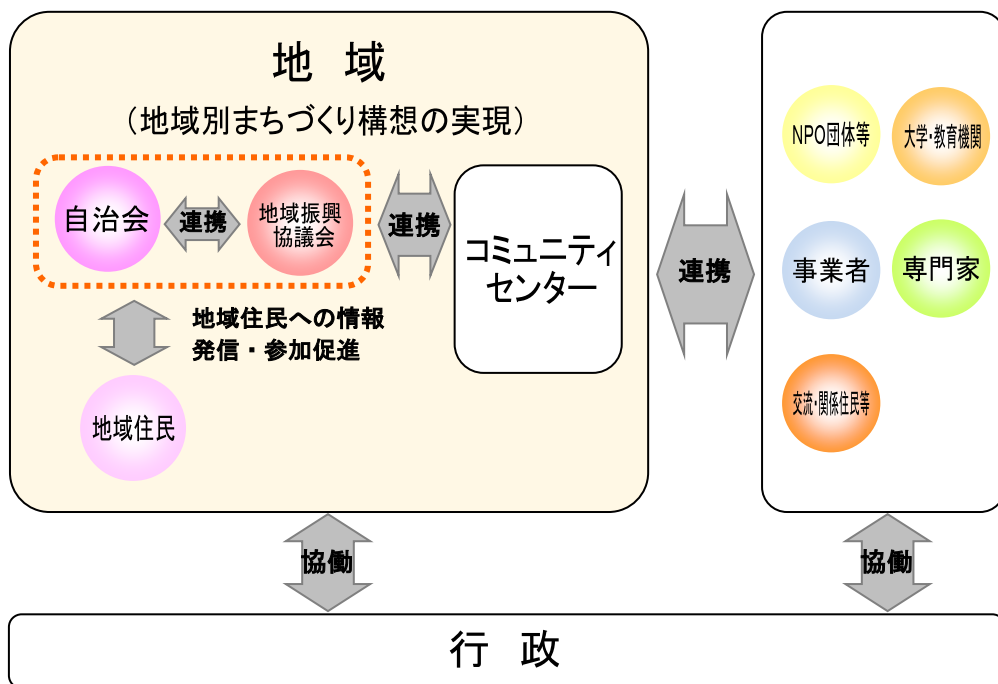 地　域
（地域別まちづくり構想の実現）
自治会
連携
地域振興
協議会
連携
コミュニティ
センター
地域住民への情報
発信・参加促進
地域住民
連携
NPO団体等
大学・教育機関
事業者
専門家
交流・関係住民等
協働
協働
行　政